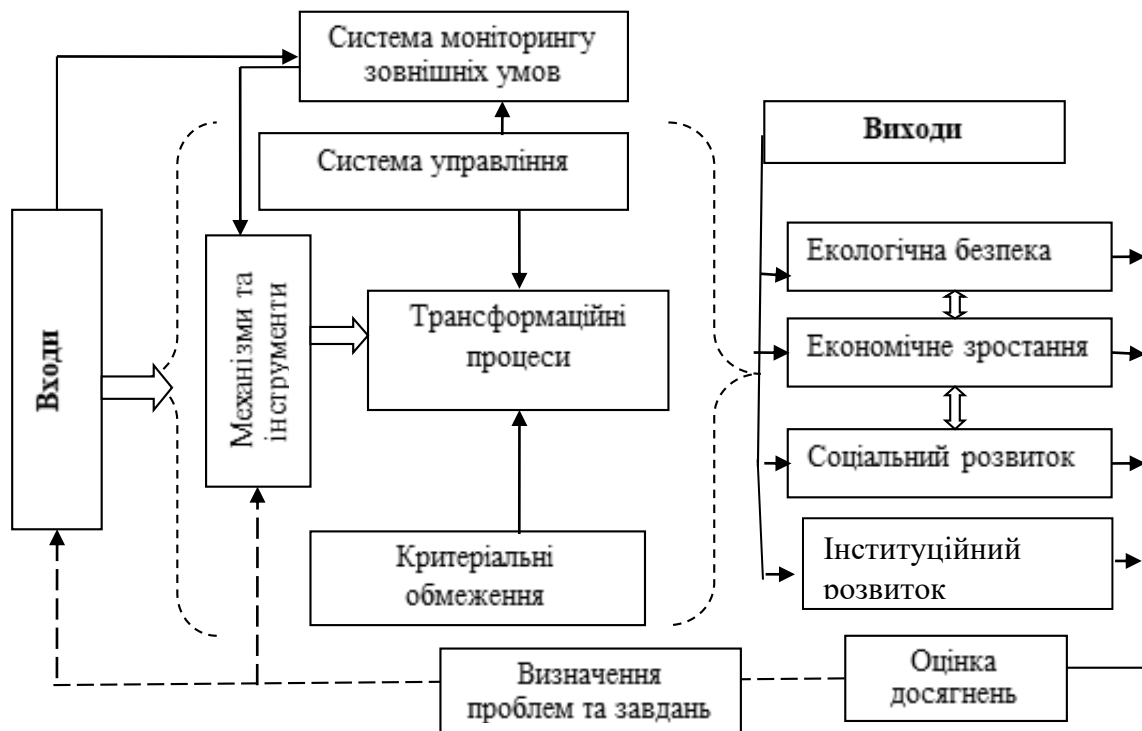 Система моніторингу
зовнішніх умов
Виходи
Система управління
Входи
Механізми та
інструменти
Трансформаційні
процеси
Екологічна безпека
Економічне зростання
Соціальний розвиток
Інституційний
розвиток
Критеріальні
обмеження
Визначення
проблем та завдань
Оцінка
досягнень